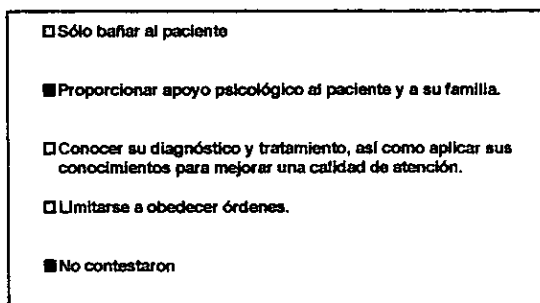 Sólo bañar al paciente
Proporcionar apoyo psicológico al paciente y a su familia.
Conocer su diagnóstico y tratamiento, así como aplicar sus
conocimientos para mejorar una calidad de atención.
Limitarse a obedecer órdenes.
No contestaron